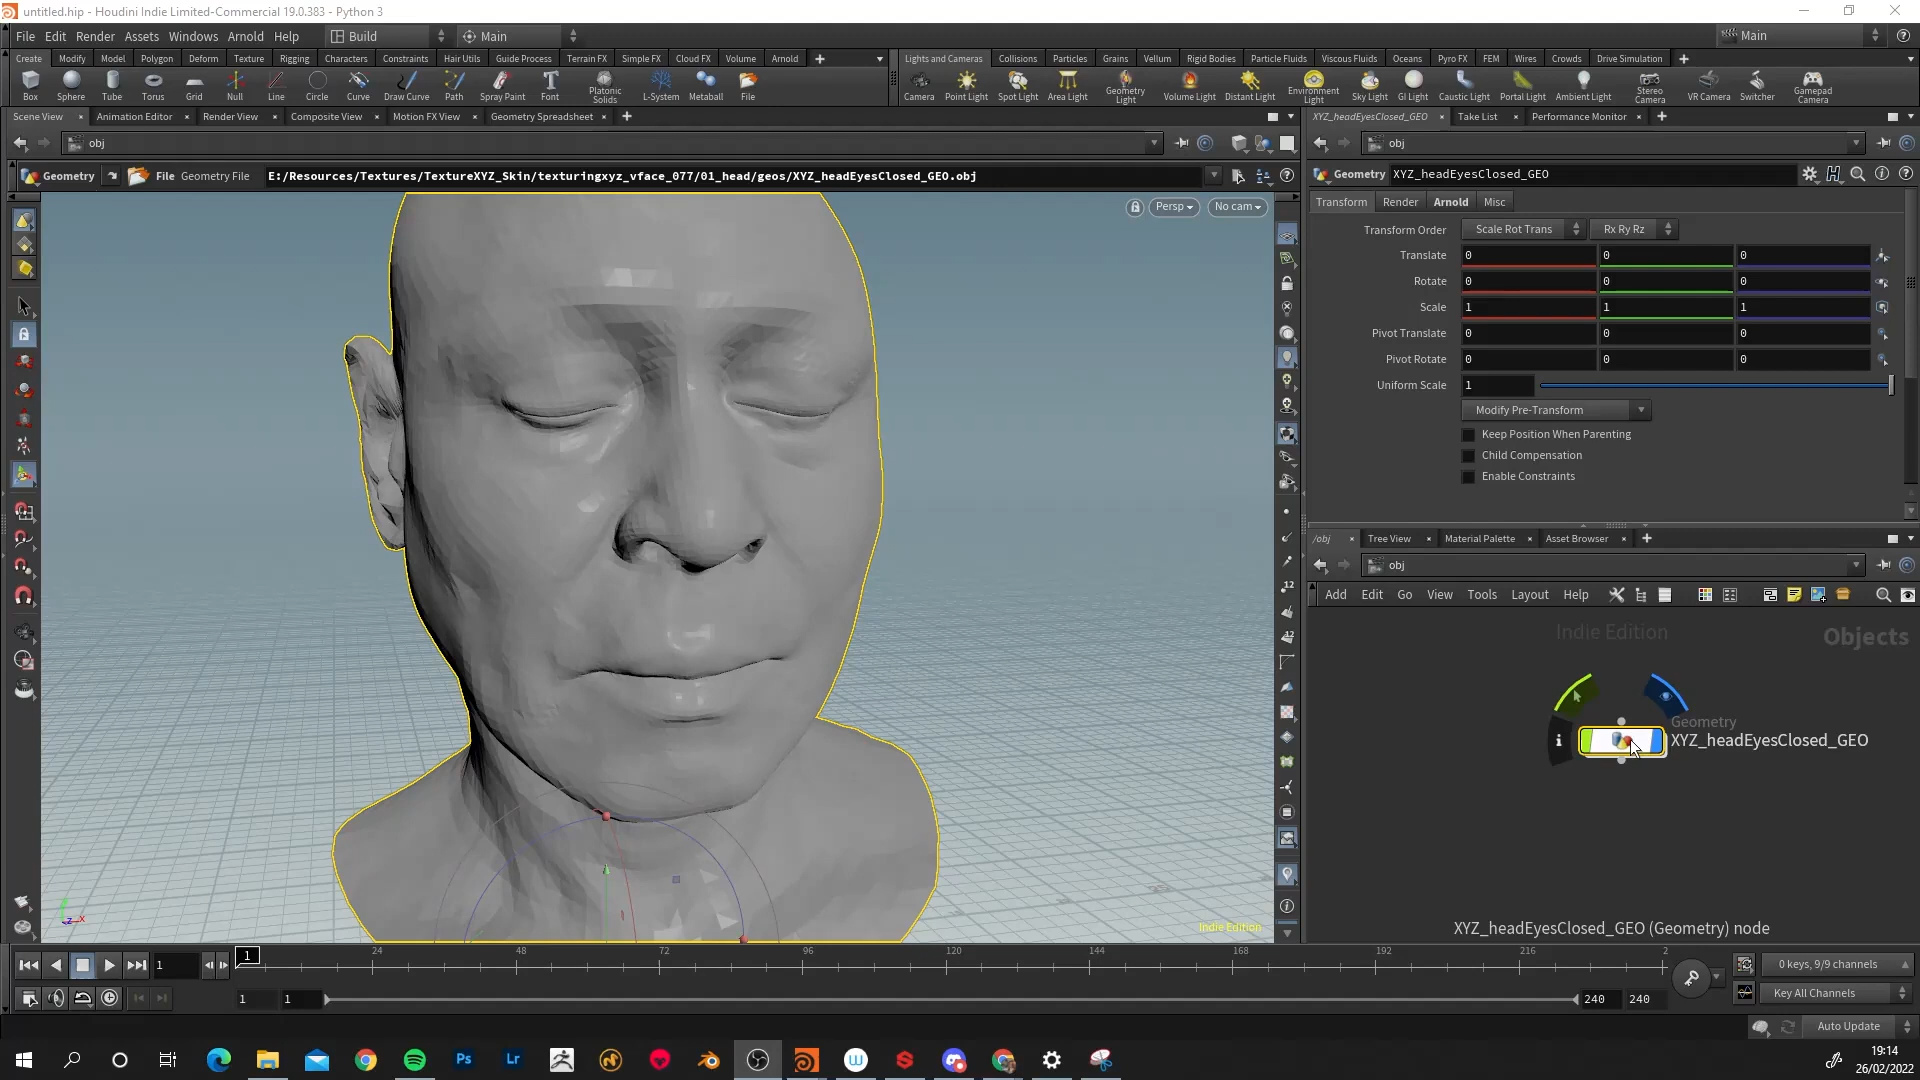 untitled.hip - Houdini Indie Limited-Commercial 19.0.383 - Python 3
File Edit Render Assets Windows Arnold Help Build Main Main
Create Modify Model Polygon Deform Texture Rigging Characters Constraints Hair Utils Guide Process Terrain FX Simple FX Cloud FX Volume Arnold
Lights and Cameras Collisions Particles Grains Vellum Rigid Bodies Particle Fluids Viscous Fluids Oceans Pyro FX FEM Wires Crowds Drive Simulation
Box Sphere Tube Torus Grid Null Line Circle Curve Draw Curve Path Spray Paint Font Platonic Solids L-System Metaball File
Camera Point Light Spot Light Area Light Geometry Light Volume Light Distant Light Environment Light Sky Light GI Light Caustic Light Portal Light Ambient Light Stereo Camera VR Camera Switcher Gamepad Camera
Scene View Animation Editor Render View Composite View Motion FX View Geometry Spreadsheet
XYZ_headEyesClosed_GEO Take List Performance Monitor
obj
obj
Geometry File Geometry File E:/Resources/Textures/TextureXYZ_Skin/texturingxyz_vface_077/01_head/geos/XYZ_headEyesClosed_GEO.obj
Geometry XYZ_headEyesClosed_GEO
Persp No cam
Transform Render Arnold Misc
Transform Order Scale Rot Trans Rx Ry Rz
Translate 0 0 0
Rotate 0 0 0
Scale 1 1 1
Pivot Translate 0 0 0
Pivot Rotate 0 0 0
Uniform Scale 1
Modify Pre-Transform
Keep Position When Parenting
Child Compensation
Enable Constraints
/obj Tree View Material Palette Asset Browser
obj
Add Edit Go View Tools Layout Help
Indie Edition
Objects
Geometry
XYZ_headEyesClosed_GEO
XYZ_headEyesClosed_GEO (Geometry) node
Indie Edition
12
12
z x
1 1 24 48 72 96 120 144 168 192 216 2
0 keys, 9/9 channels
1 1 240 240
Key All Channels
Auto Update
Ps Lr
19:14
26/02/2022